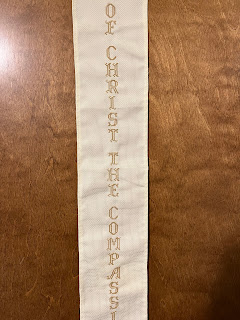 OF CHRIST THE COMPASSI